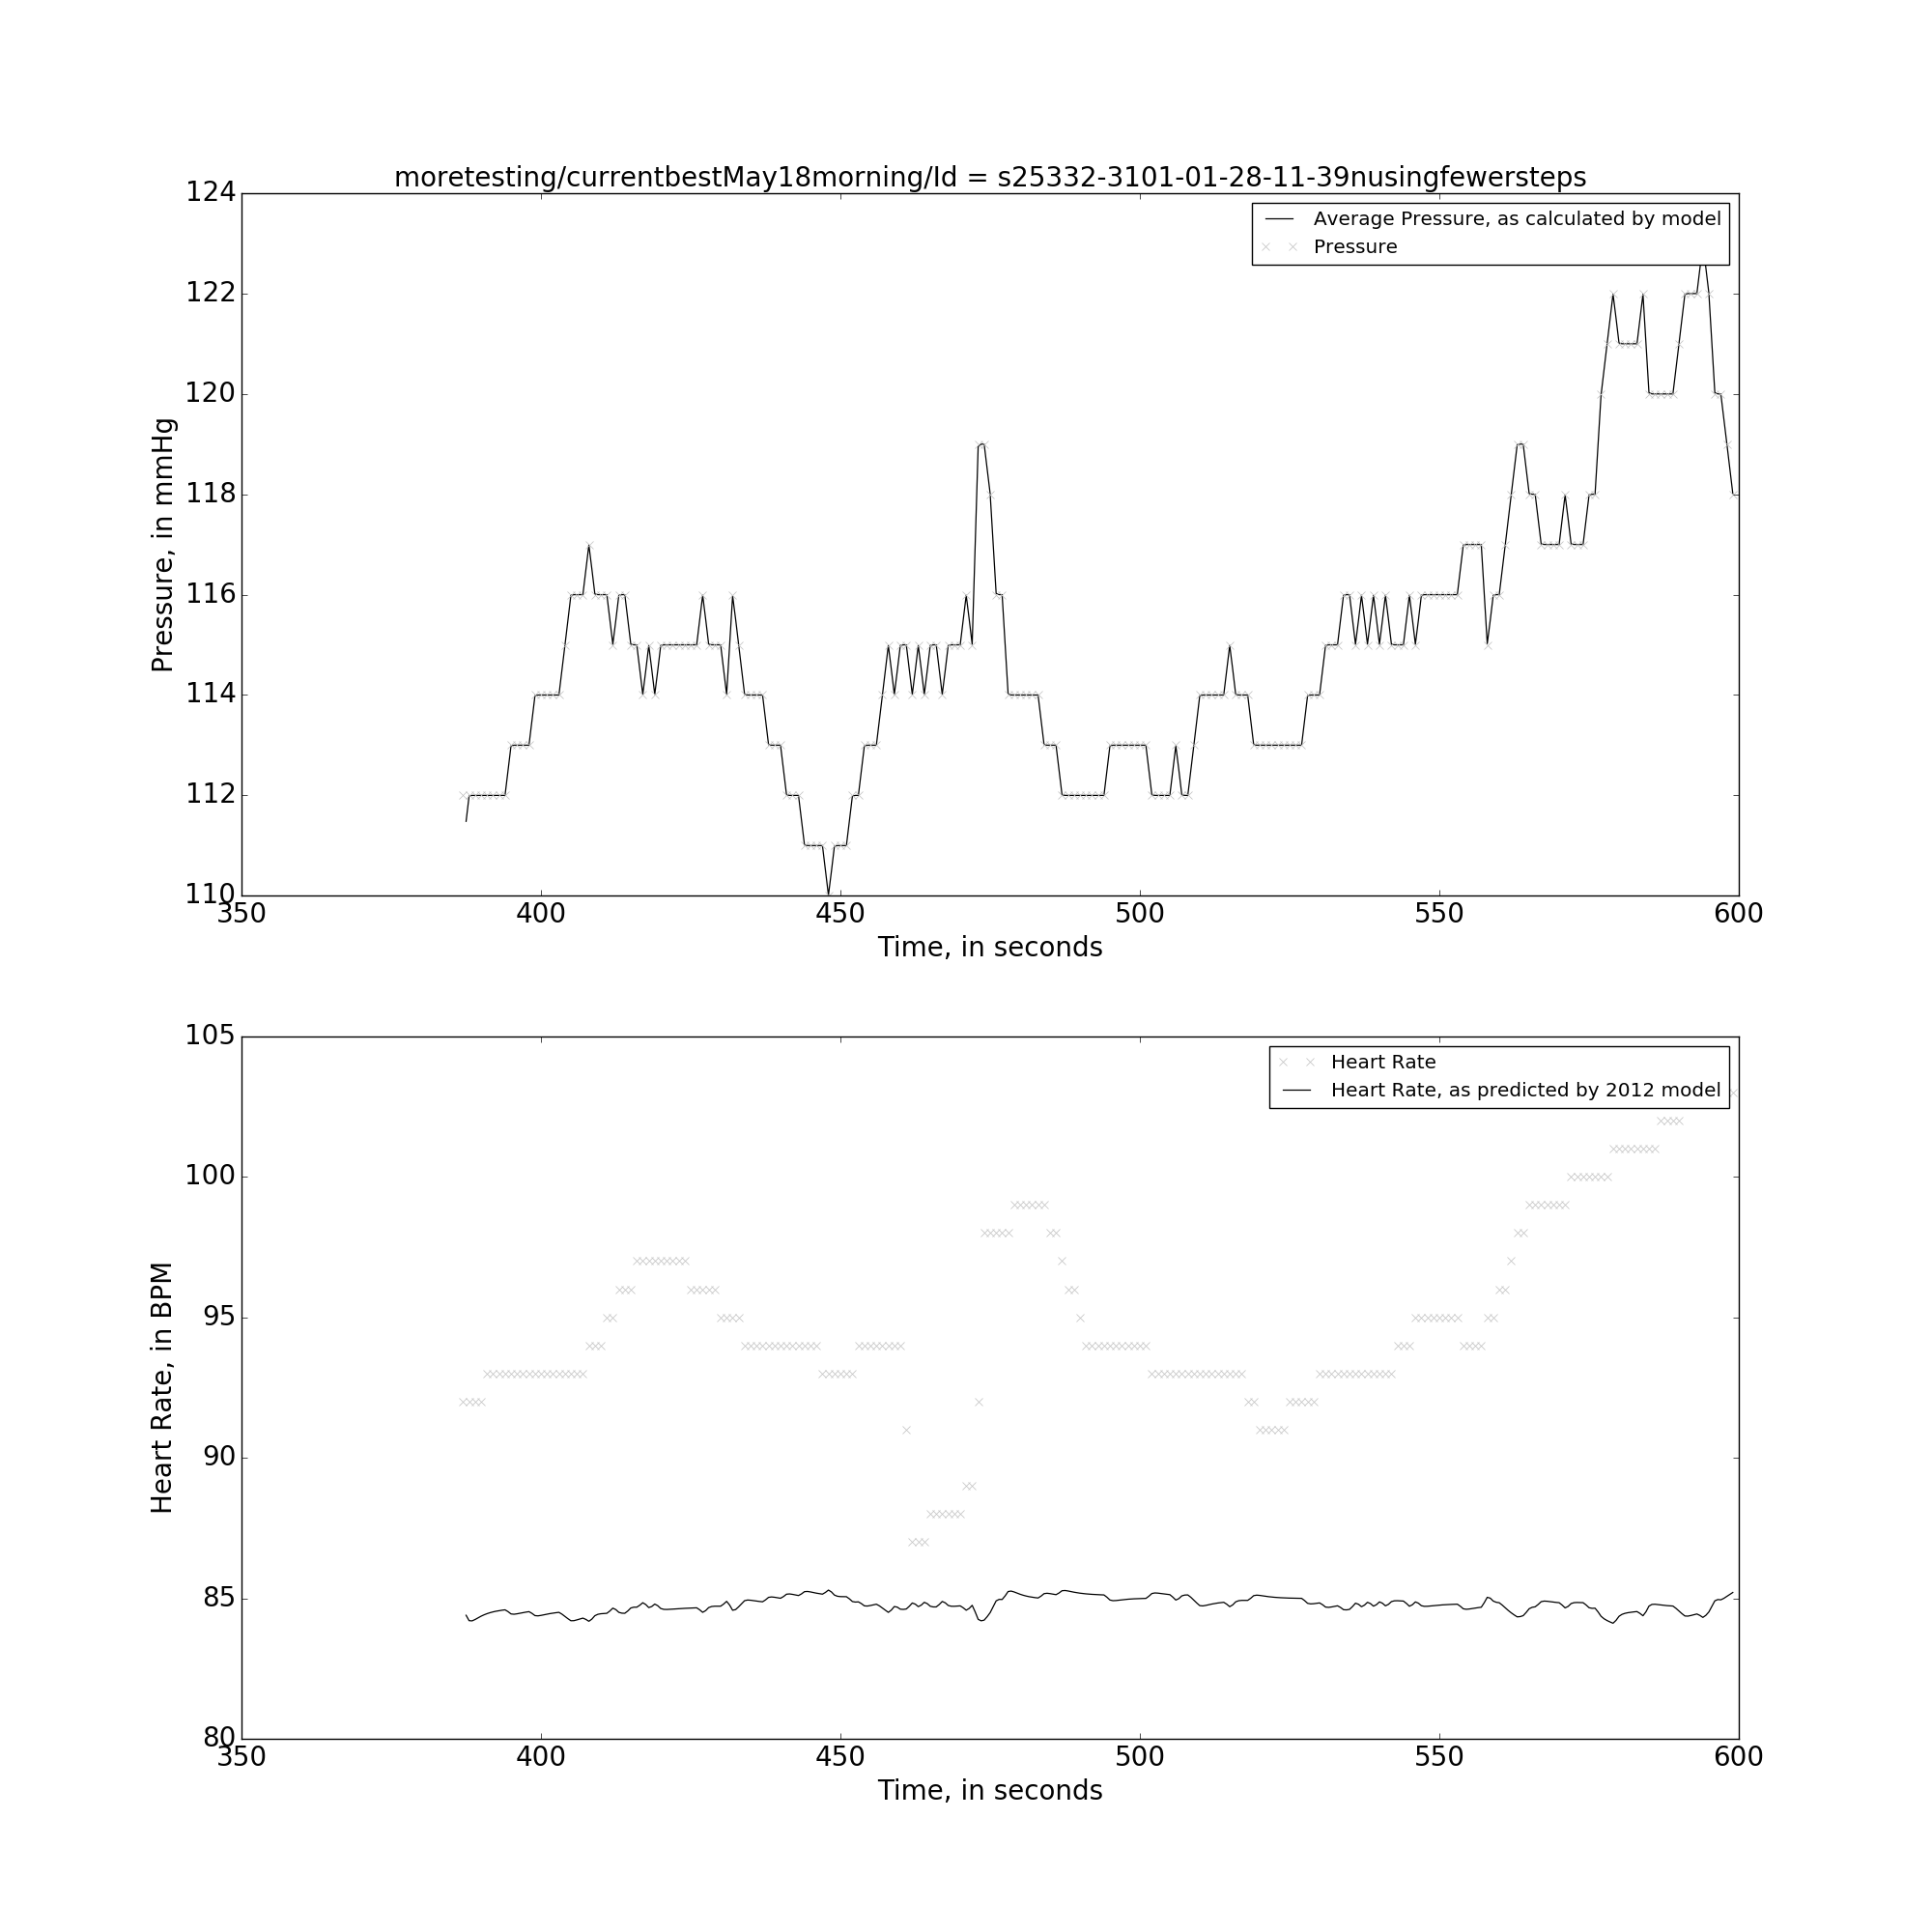 moretesting/currentbestMay18morning/Id = s25332-3101-01-28-11-39nusingfewersteps
124
122
120
118
116
114
112
110
Pressure, in mmHg
Average Pressure, as calculated by model
Pressure
350 400 450 500 550 600
Time, in seconds
105
100
95
90
85
80
Heart Rate, in BPM
Heart Rate
Heart Rate, as predicted by 2012 model
350 400 450 500 550 600
Time, in seconds